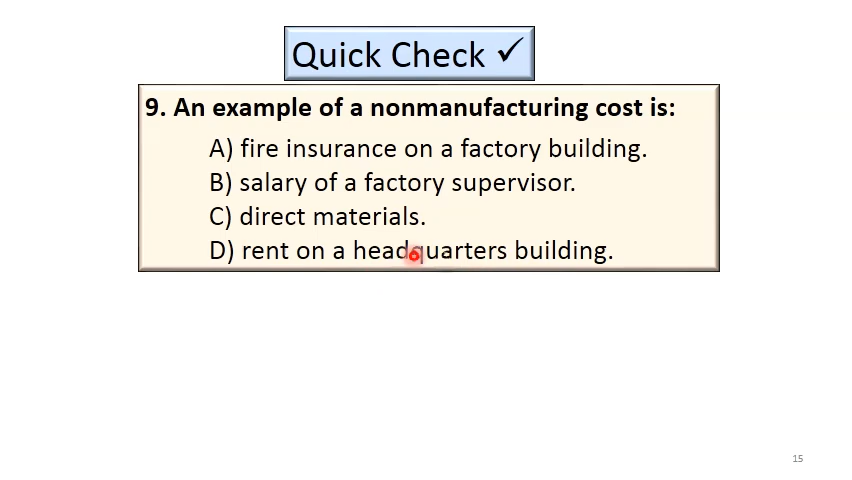 Quick Check ✓
9. An example of a nonmanufacturing cost is:
A) fire insurance on a factory building.
B) salary of a factory supervisor.
C) direct materials.
D) rent on a headquarters building.
15